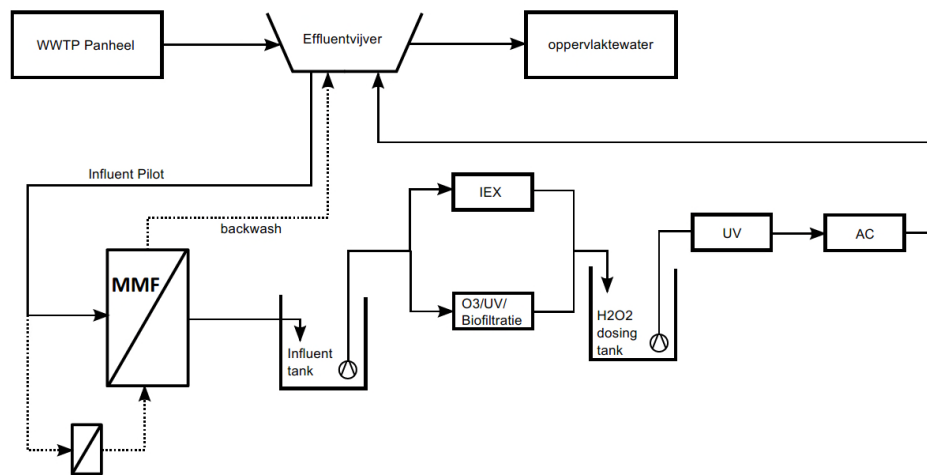 WWTP Panheel
Effluentvijver
oppervlaktewater
Influent Pilot
backwash
MMF
IEX
O3/UV/
Biofiltratie
Influent
tank
H2O2
dosing
tank
UV
AC